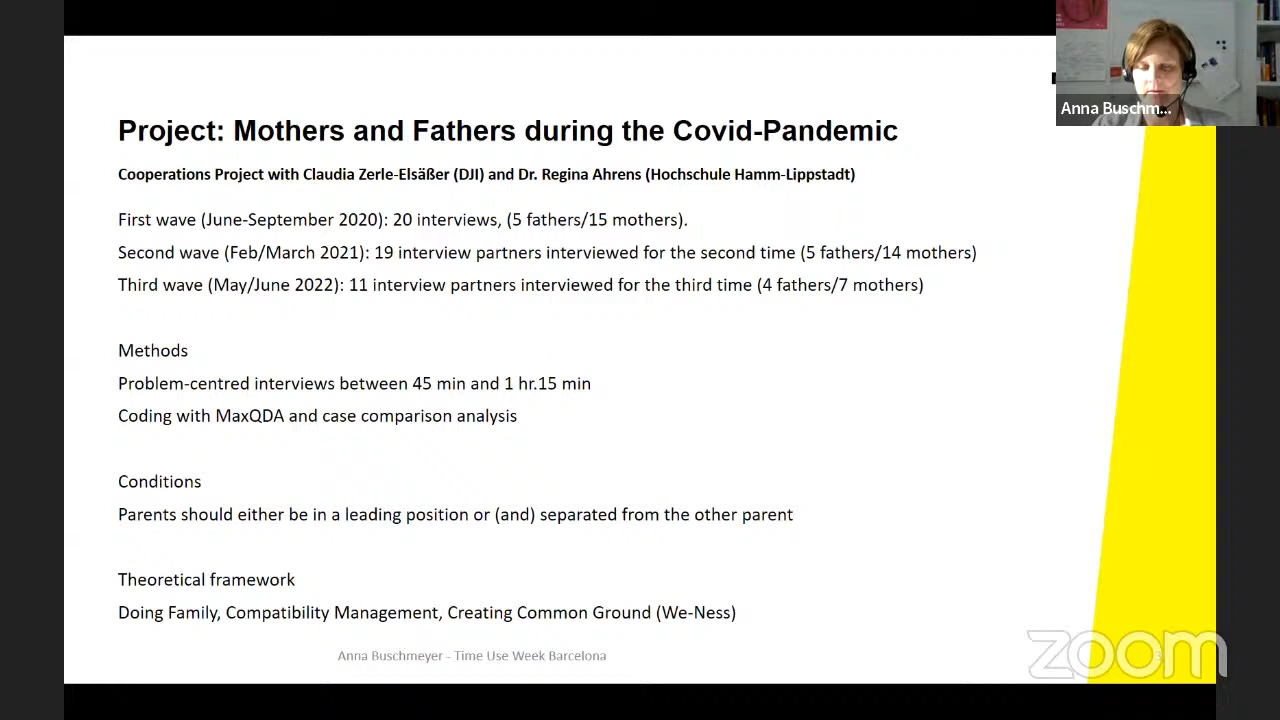 Anna Buschm...
Project: Mothers and Fathers during the Covid-Pandemic
Cooperations Project with Claudia Zerle-Elsäßer (DJI) and Dr. Regina Ahrens (Hochschule Hamm-Lippstadt)
First wave (June-September 2020): 20 interviews, (5 fathers/15 mothers).
Second wave (Feb/March 2021): 19 interview partners interviewed for the second time (5 fathers/14 mothers)
Third wave (May/June 2022): 11 interview partners interviewed for the third time (4 fathers/7 mothers)
Methods
Problem-centred interviews between 45 min and 1 hr.15 min
Coding with MaxQDA and case comparison analysis
Conditions
Parents should either be in a leading position or (and) separated from the other parent
Theoretical framework
Doing Family, Compatibility Management, Creating Common Ground (We-Ness)
Anna Buschmeyer - Time Use Week Barcelona
zoom